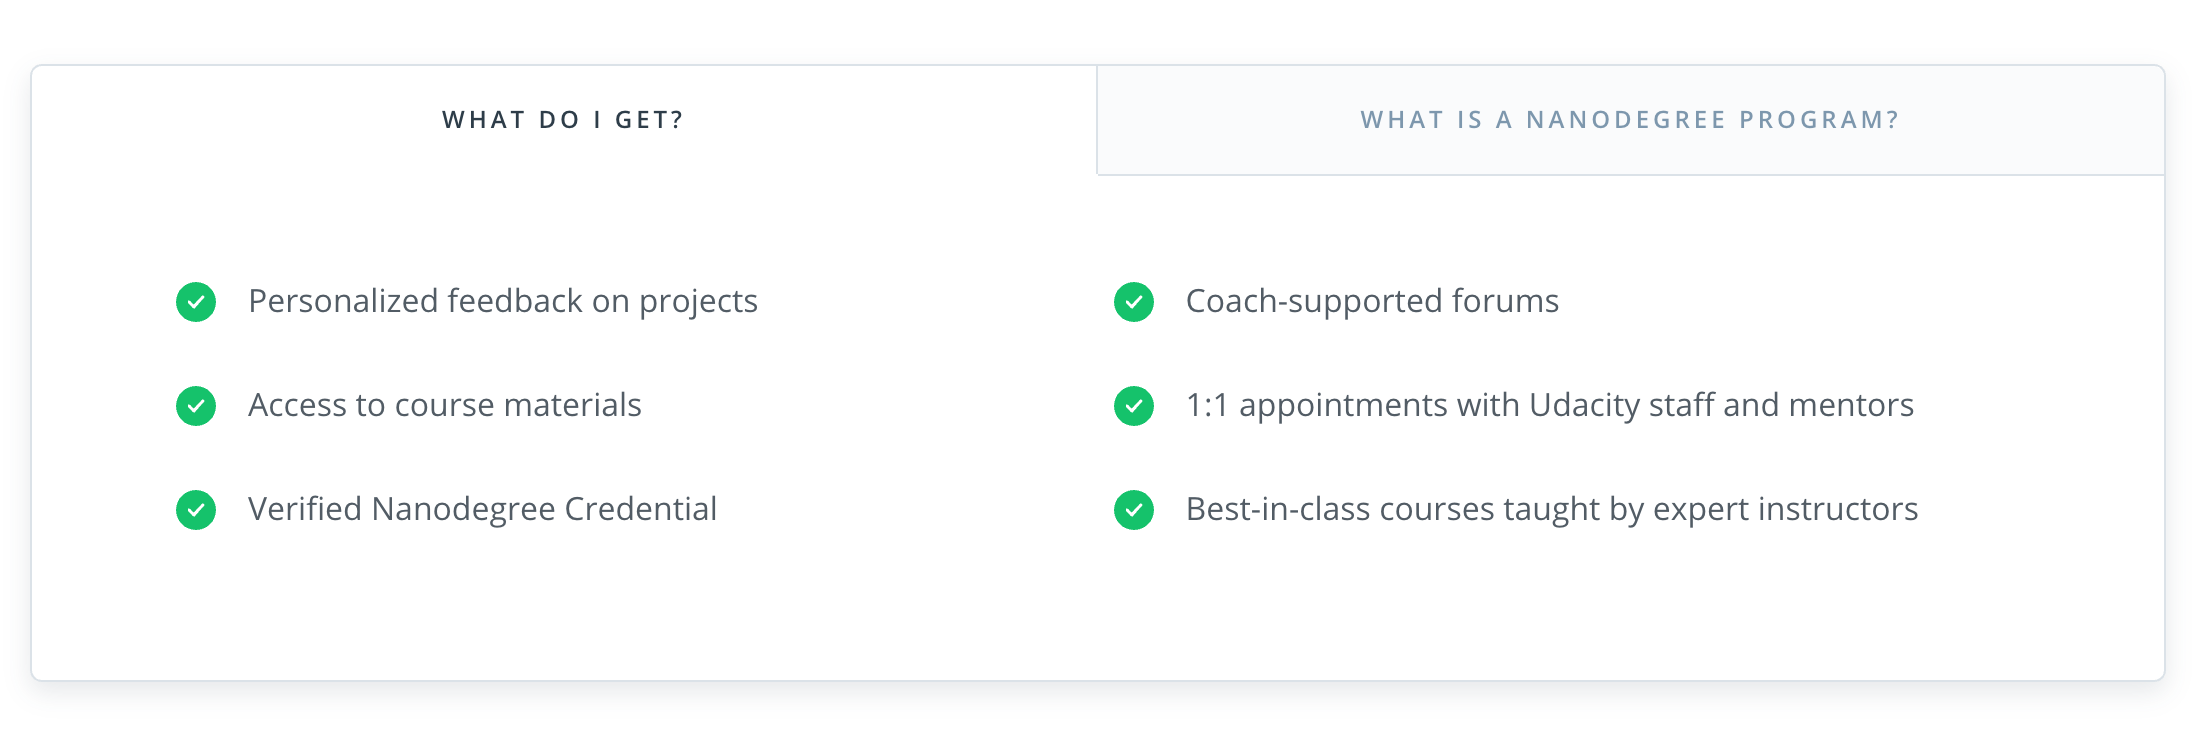 WHAT DO I GET?
WHAT IS A NANODEGREE PROGRAM?
Personalized feedback on projects
Coach-supported forums
Access to course materials
1:1 appointments with Udacity staff and mentors
Verified Nanodegree Credential
Best-in-class courses taught by expert instructors